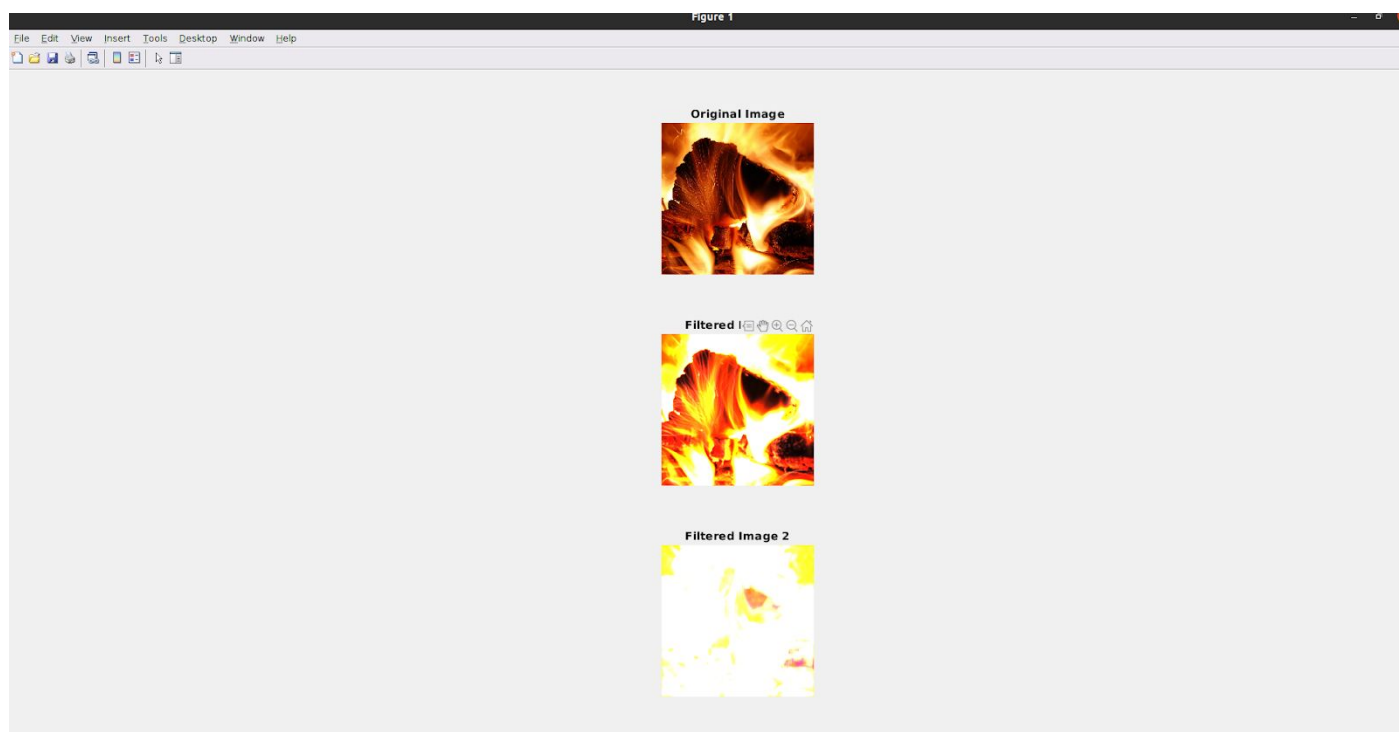 Figure 1
File Edit View Insert Tools Desktop Window Help
Original Image
Filtered
Filtered Image 2